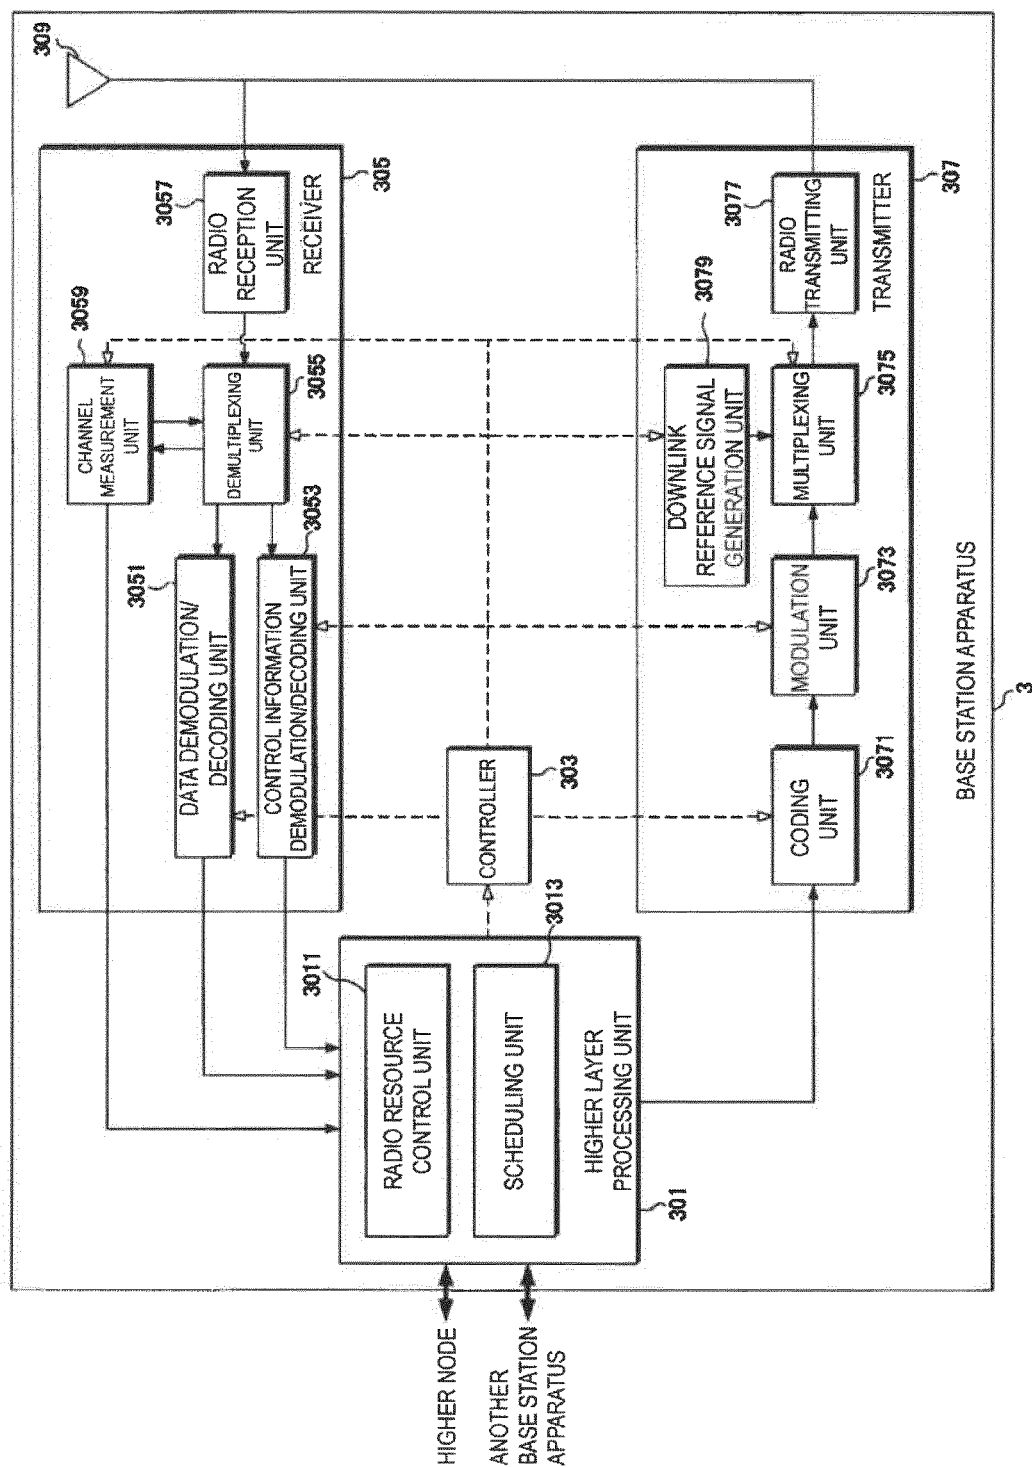 309
3057
RADIO
RECEPTION
UNIT
RECEIVER
305
3059
CHANNEL
MEASUREMENT
UNIT
3055
DEMULTIPLEXING
UNIT
3051
DATA DEMODULATION/
DECODING UNIT
3053
CONTROL INFORMATION
DEMODULATION/DECODING UNIT
303
CONTROLLER
3011
RADIO RESOURCE
CONTROL UNIT
3013
SCHEDULING UNIT
HIGHER LAYER
PROCESSING UNIT
301
HIGHER NODE
ANOTHER
BASE STATION
APPARATUS
3077
RADIO
TRANSMITTING
UNIT
TRANSMITTER
307
3079
DOWNLINK
REFERENCE SIGNAL
GENERATION UNIT
3075
MULTIPLEXING
UNIT
3073
MODULATION
UNIT
3071
CODING
UNIT
BASE STATION APPARATUS
3